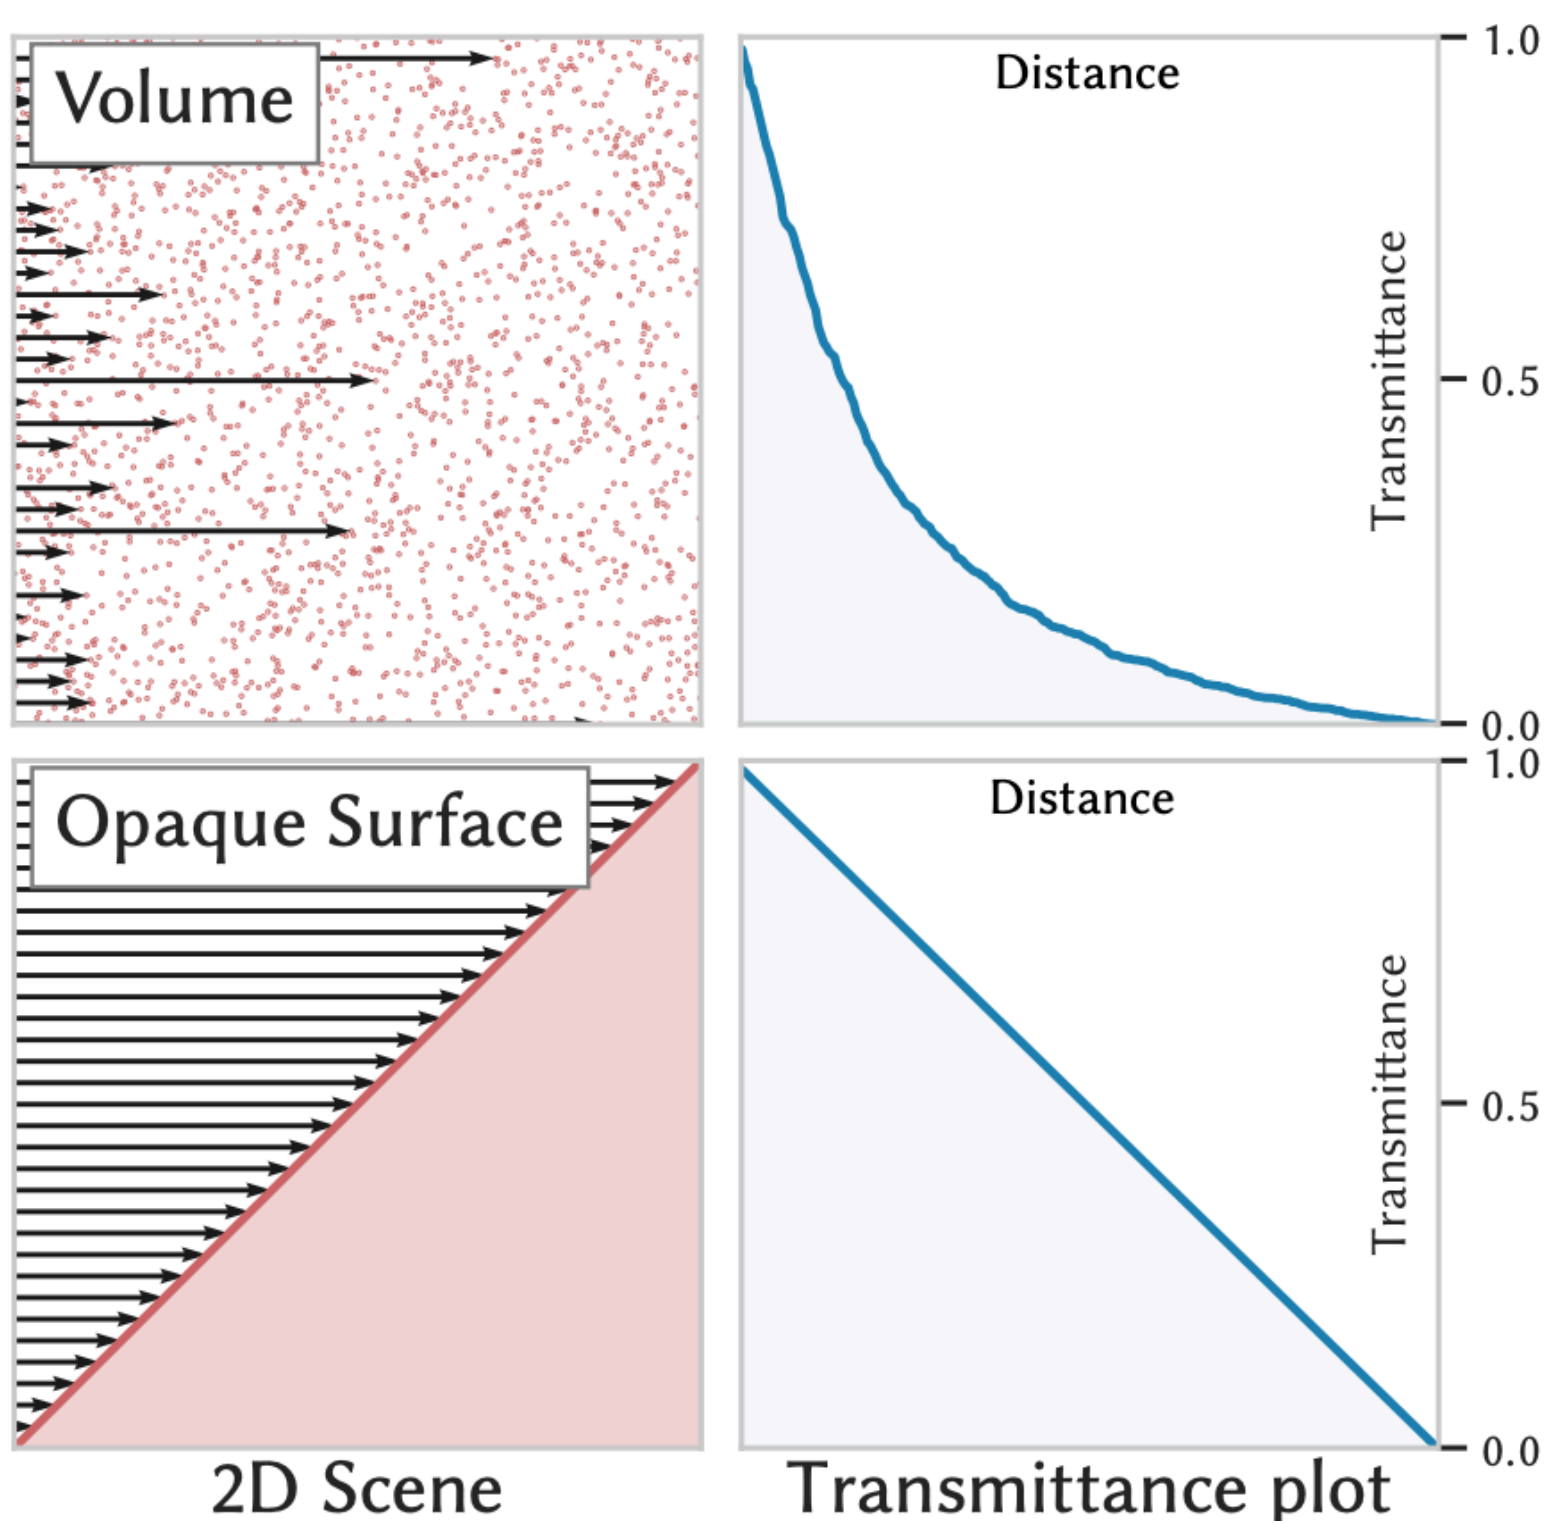 Volume
Distance
Transmittance
1.0
0.5
0.0
Opaque Surface
Distance
Transmittance
1.0
0.5
0.0
2D Scene
Transmittance plot